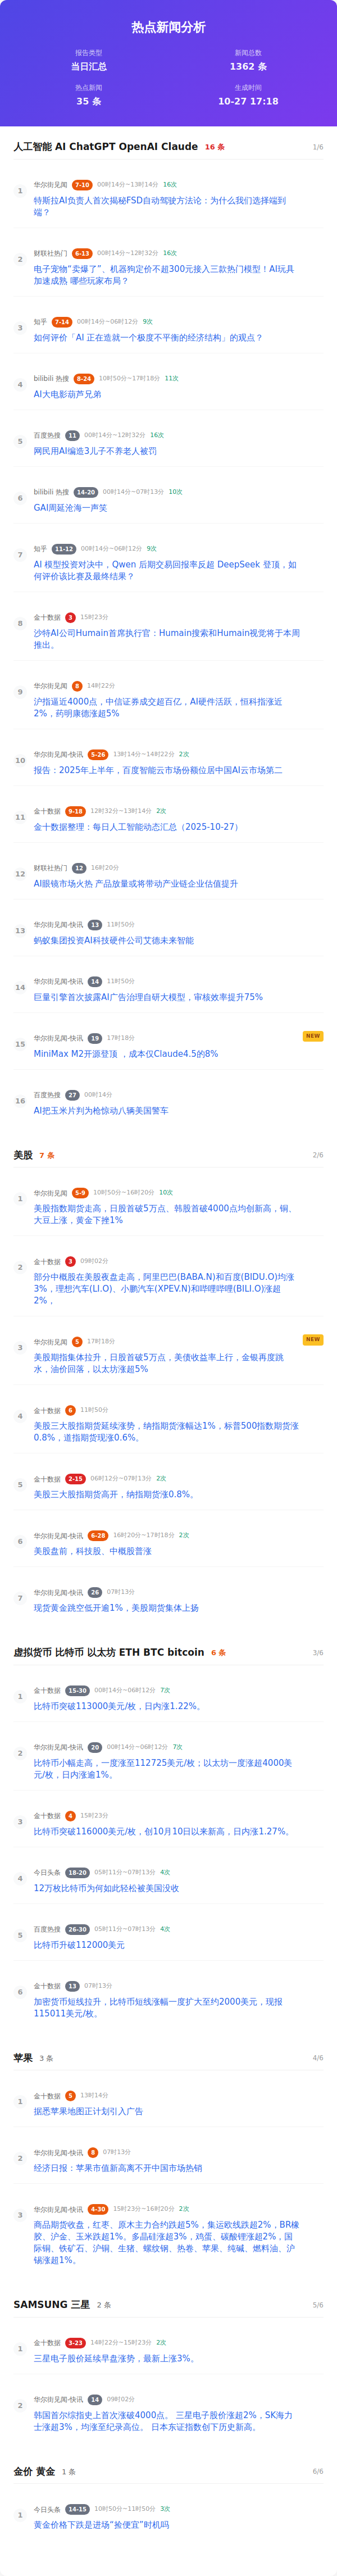 热点新闻分析
报告类型
新闻总数
当日汇总
1362 条
热点新闻
生成时间
35 条
10-27 17:18
人工智能 AI ChatGPT OpenAI Claude 16 条 1/6
1
华尔街见闻 7-10 00时14分~13时14分 16次
特斯拉AI负责人首次揭秘FSD自动驾驶方法论：为什么我们选择端到
端？
2
财联社热门 6-13 00时14分~12时32分 16次
电子宠物“卖爆了”、机器狗定价不超300元接入三款热门模型！AI玩具
加速成熟 哪些玩家布局？
3
知乎 7-14 00时14分~06时12分 9次
如何评价「AI 正在造就一个极度不平衡的经济结构」的观点？
4
bilibili 热搜 8-24 10时50分~17时18分 11次
AI大电影葫芦兄弟
5
百度热搜 11 00时14分~12时32分 16次
网民用AI编造3儿子不养老人被罚
6
bilibili 热搜 14-20 00时14分~07时13分 10次
GAI周延沧海一声笑
7
知乎 11-12 00时14分~06时12分 9次
AI 模型投资对决中，Qwen 后期交易回报率反超 DeepSeek 登顶，如
何评价该比赛及最终结果？
8
金十数据 3 15时23分
沙特AI公司Humain首席执行官：Humain搜索和Humain视觉将于本周
推出。
9
华尔街见闻 8 14时22分
沪指逼近4000点，中信证券成交超百亿，AI硬件活跃，恒科指涨近
2%，药明康德涨超5%
10
华尔街见闻-快讯 5-26 13时14分~14时22分 2次
报告：2025年上半年，百度智能云市场份额位居中国AI云市场第二
11
金十数据 9-18 12时32分~13时14分 2次
金十数据整理：每日人工智能动态汇总（2025-10-27）
12
财联社热门 12 16时20分
AI眼镜市场火热 产品放量或将带动产业链企业估值提升
13
华尔街见闻-快讯 13 11时50分
蚂蚁集团投资AI科技硬件公司艾德未来智能
14
华尔街见闻-快讯 14 11时50分
巨量引擎首次披露AI广告治理自研大模型，审核效率提升75%
15
华尔街见闻-快讯 19 17时18分 NEW
MiniMax M2开源登顶 ，成本仅Claude4.5的8%
16
百度热搜 27 00时14分
AI把玉米片判为枪惊动八辆美国警车
美股 7 条 2/6
1
华尔街见闻 5-9 10时50分~16时20分 10次
美股指数期货走高，日股首破5万点、韩股首破4000点均创新高，铜、
大豆上涨，黄金下挫1%
2
金十数据 3 09时02分
部分中概股在美股夜盘走高，阿里巴巴(BABA.N)和百度(BIDU.O)均涨
3%，理想汽车(LI.O)、小鹏汽车(XPEV.N)和哔哩哔哩(BILI.O)涨超
2%，
3
华尔街见闻 5 17时18分 NEW
美股期指集体拉升，日股首破5万点，美债收益率上行，金银再度跳
水，油价回落，以太坊涨超5%
4
金十数据 6 11时50分
美股三大股指期货延续涨势，纳指期货涨幅达1%，标普500指数期货涨
0.8%，道指期货现涨0.6%。
5
金十数据 2-15 06时12分~07时13分 2次
美股三大股指期货高开，纳指期货涨0.8%。
6
华尔街见闻-快讯 6-28 16时20分~17时18分 2次
美股盘前，科技股、中概股普涨
7
华尔街见闻-快讯 26 07时13分
现货黄金跳空低开逾1%，美股期货集体上扬
虚拟货币 比特币 以太坊 ETH BTC bitcoin 6 条 3/6
1
金十数据 15-30 00时14分~06时12分 7次
比特币突破113000美元/枚，日内涨1.22%。
2
华尔街见闻-快讯 20 00时14分~06时12分 7次
比特币小幅走高，一度涨至112725美元/枚；以太坊一度涨超4000美
元/枚，日内涨逾1%。
3
金十数据 4 15时23分
比特币突破116000美元/枚，创10月10日以来新高，日内涨1.27%。
4
今日头条 18-20 05时11分~07时13分 4次
12万枚比特币为何如此轻松被美国没收
5
百度热搜 26-30 05时11分~07时13分 4次
比特币升破112000美元
6
金十数据 13 07时13分
加密货币短线拉升，比特币短线涨幅一度扩大至约2000美元，现报
115011美元/枚。
苹果 3 条 4/6
1
金十数据 5 13时14分
据悉苹果地图正计划引入广告
2
华尔街见闻-快讯 8 07时13分
经济日报：苹果市值新高离不开中国市场热销
3
华尔街见闻-快讯 4-30 15时23分~16时20分 2次
商品期货收盘，红枣、原木主力合约跌超5%，集运欧线跌超2%，BR橡
胶、沪金、玉米跌超1%。多晶硅涨超3%，鸡蛋、碳酸锂涨超2%，国
际铜、铁矿石、沪铜、生猪、螺纹钢、热卷、苹果、纯碱、燃料油、沪
锡涨超1%。
SAMSUNG 三星 2 条 5/6
1
金十数据 3-23 14时22分~15时23分 2次
三星电子股价延续早盘涨势，最新上涨3%。
2
华尔街见闻-快讯 14 09时02分
韩国首尔综指史上首次涨破4000点。 三星电子股价涨超2%，SK海力
士涨超3%，均涨至纪录高位。 日本东证指数创下历史新高。
金价 黄金 1 条 6/6
1
今日头条 14-15 10时50分~11时50分 3次
黄金价格下跌是进场“捡便宜”时机吗